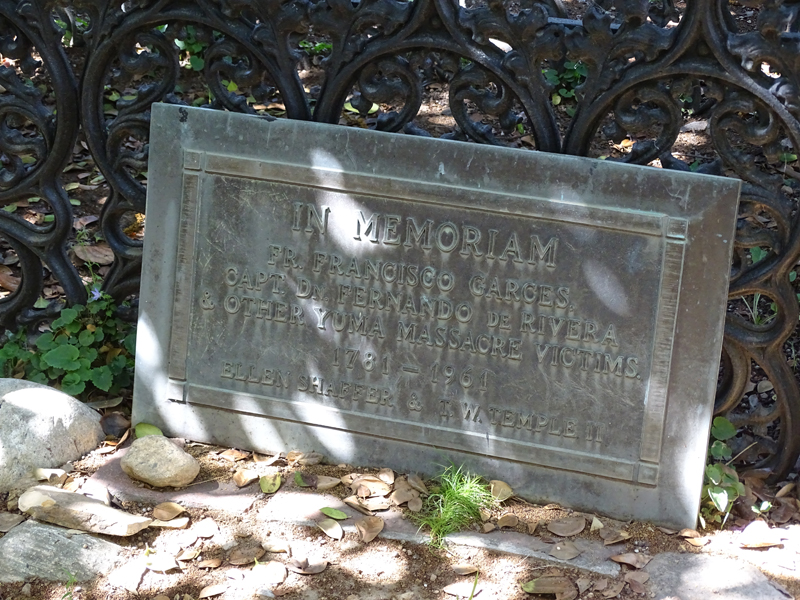 IN MEMORIAM
FR. FRANCISCO GARCES,
CAPT. DN. FERNANDO DE RIVERA
& OTHER YUMA MASSACRE VICTIMS.
1781 – 1961
ELLEN SHAFFER & T. W. TEMPLE II